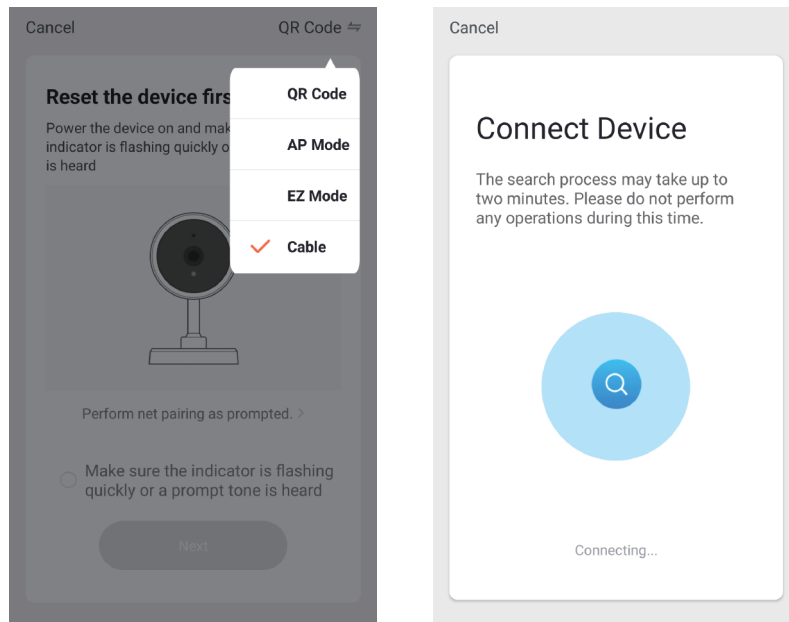 Cancel
QR Code
Reset the device firs
Power the device on and mak
indicator is flashing quickly o
is heard
QR Code
AP Mode
EZ Mode
Cable
Perform net pairing as prompted. >
Make sure the indicator is flashing
quickly or a prompt tone is heard
Next
Cancel
Connect Device
The search process may take up to
two minutes. Please do not perform
any operations during this time.
Connecting...